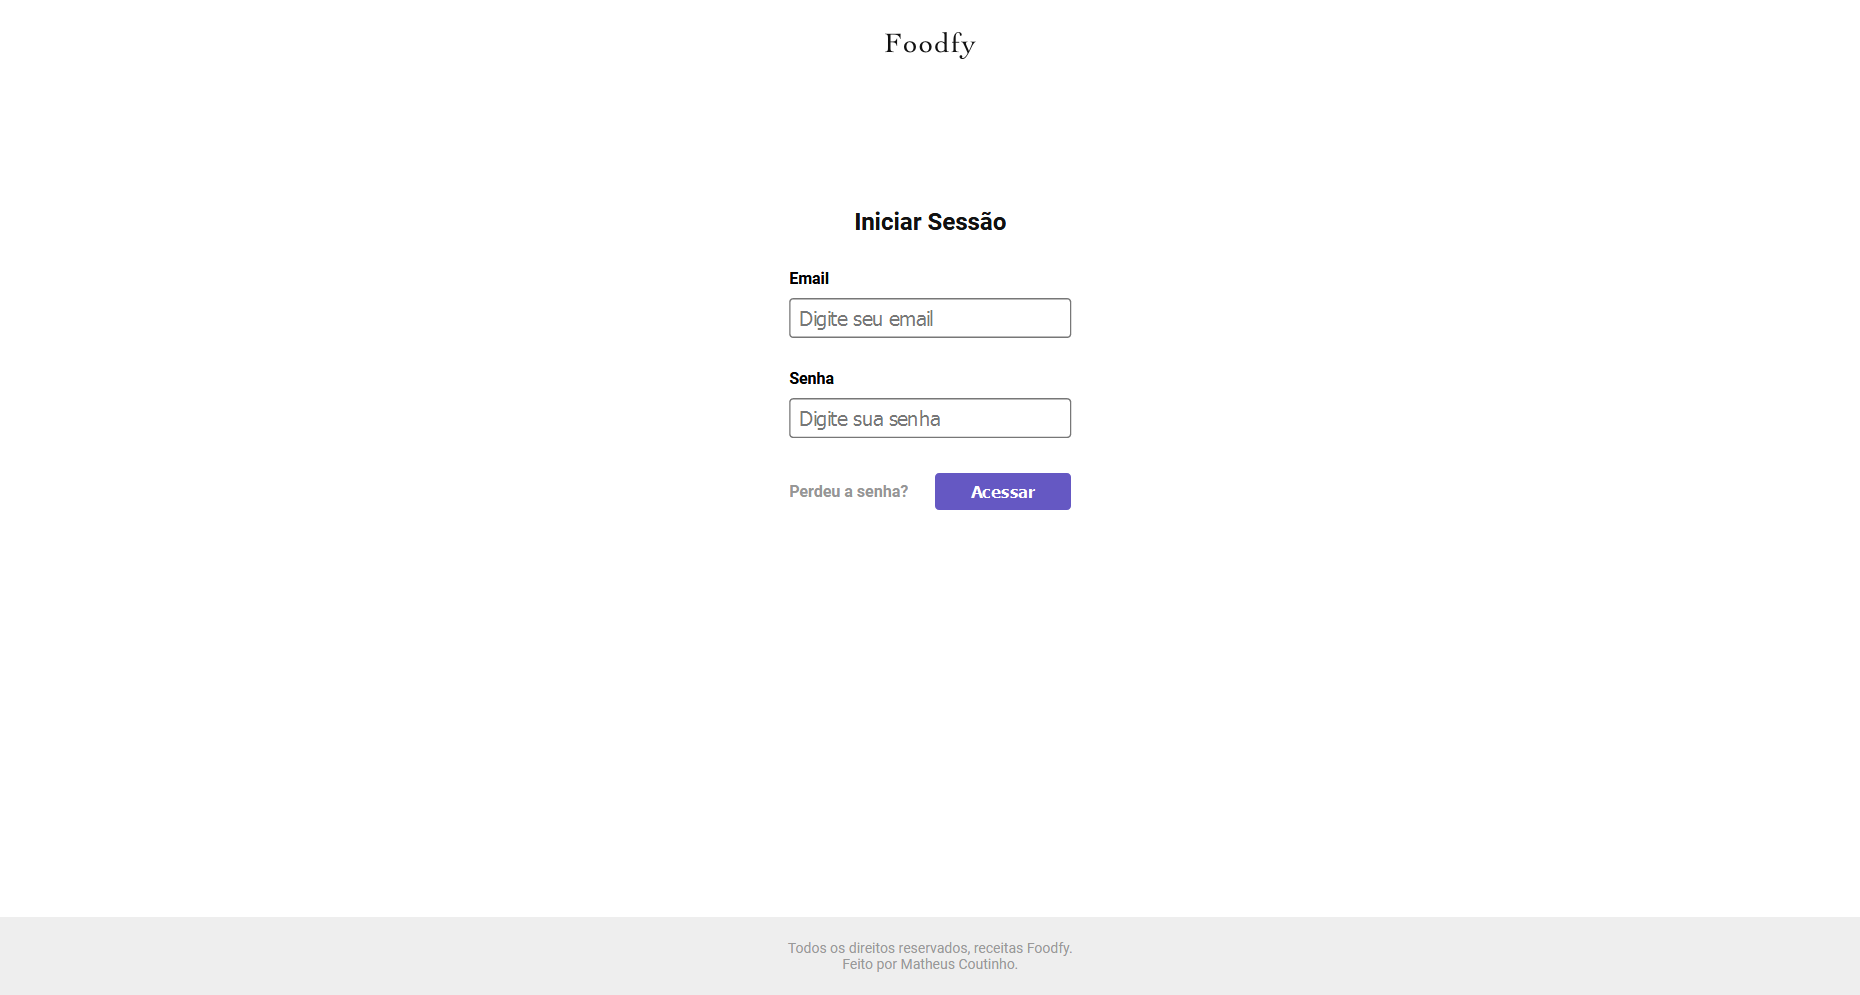 Foodfy
Iniciar Sessão
Email
Digite seu email
Senha
Digite sua senha
Perdeu a senha? Acessar
Todos os direitos reservados, receitas Foodfy.
Feito por Matheus Coutinho.